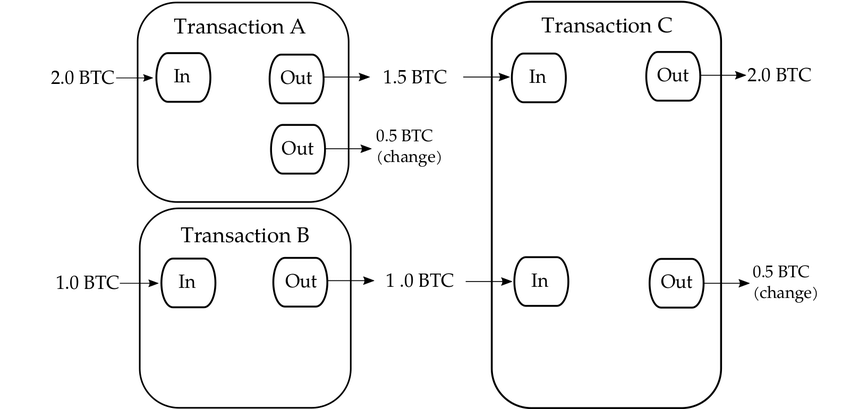 Transaction A
2.0 BTC In Out 1.5 BTC
Out 0.5 BTC
(change)
Transaction B
1.0 BTC In Out 1 .0 BTC
Transaction C
In Out 2.0 BTC
In Out 0.5 BTC
(change)